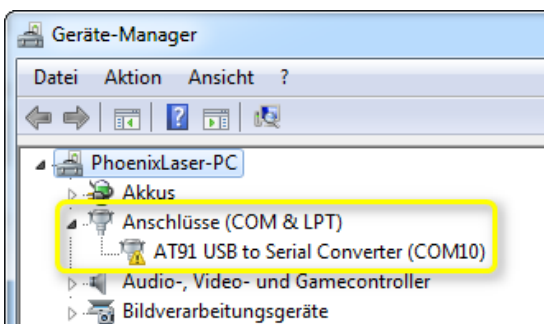 Geräte-Manager
Datei Aktion Ansicht ?
?
PhoenixLaser-PC
Akkus
Anschlüsse (COM & LPT)
AT91 USB to Serial Converter (COM10)
Audio-, Video- und Gamecontroller
Bildverarbeitungsgeräte